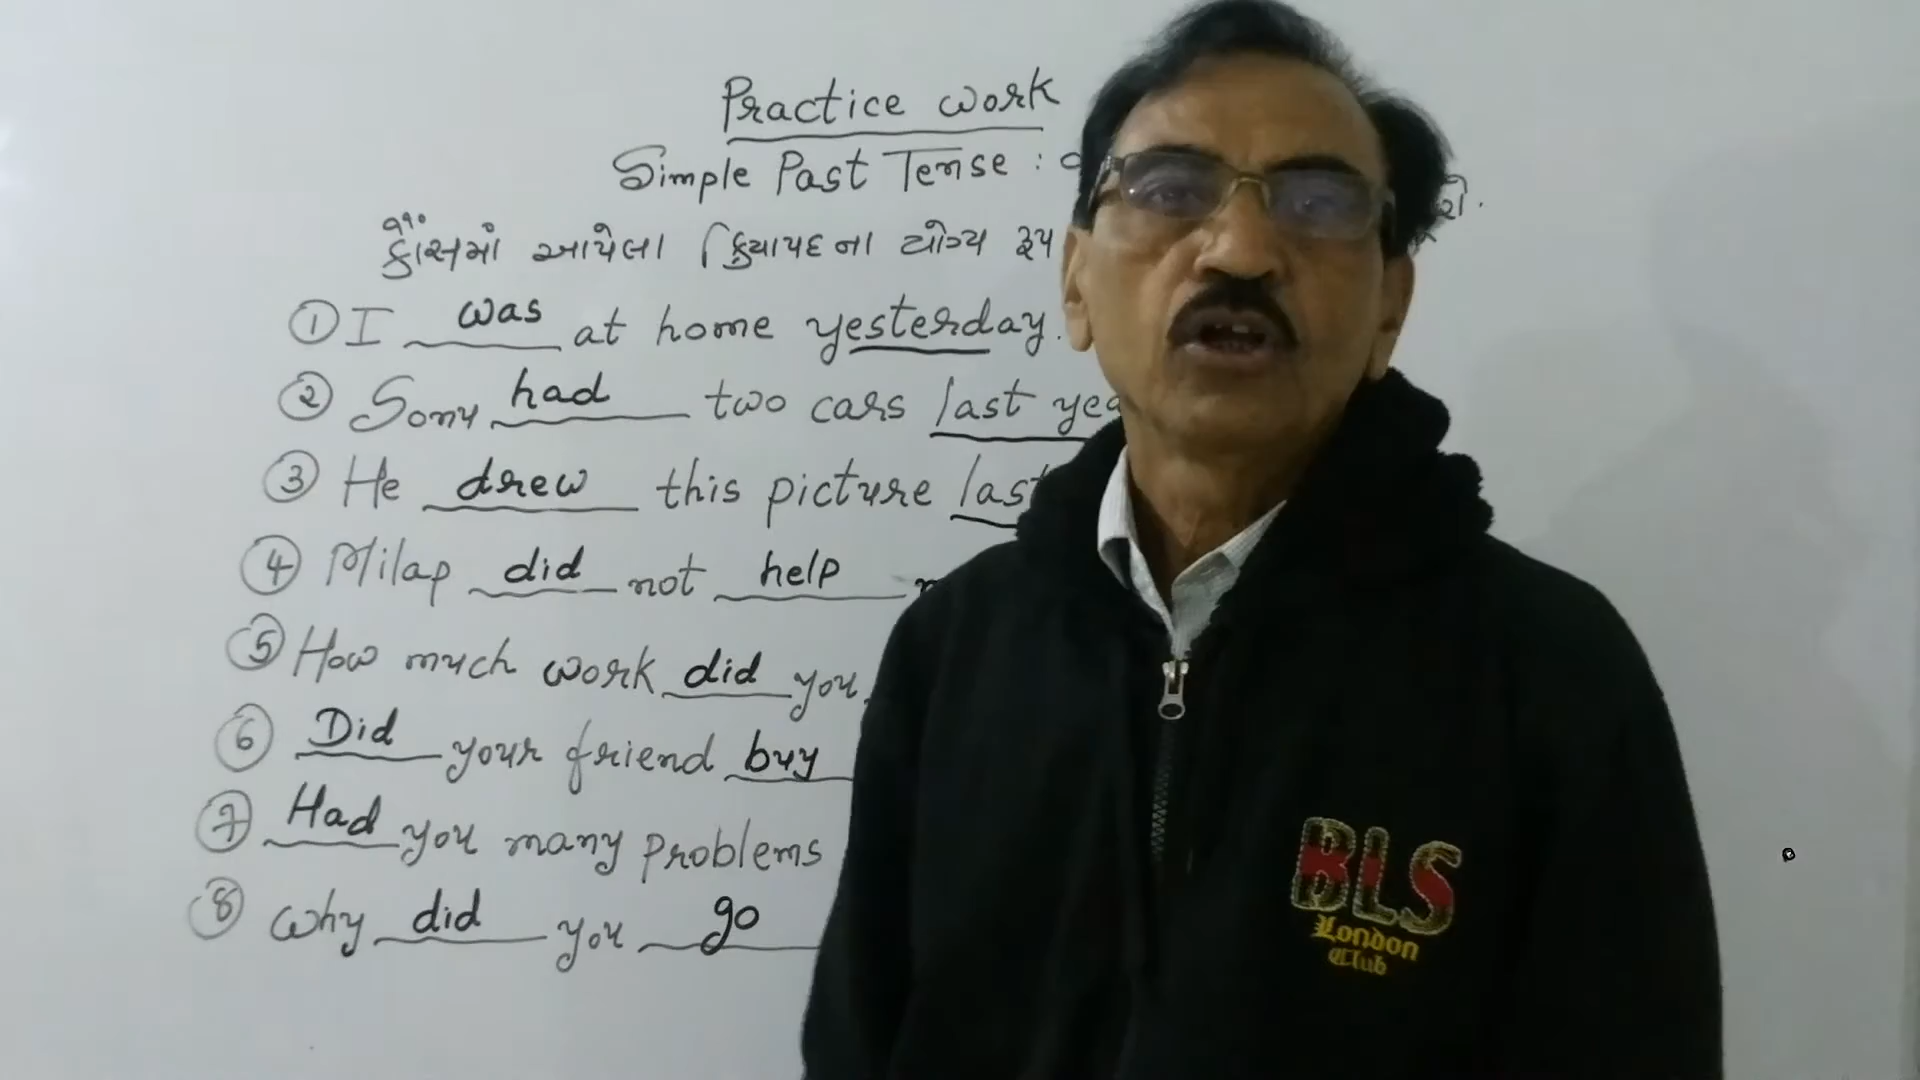 Practice work
Simple Past Tense :
કૌંસમાં આપેલા ક્રિયાપદના યોગ્ય રૂપ
① I was at home yesterday.
② Sony had two cars last yea
③ He drew this picture last
④ Milap did not help
⑤ How much work did you
⑥ Did your friend buy
⑦ Had you many problems
⑧ Why did you go
BLS
London
Club